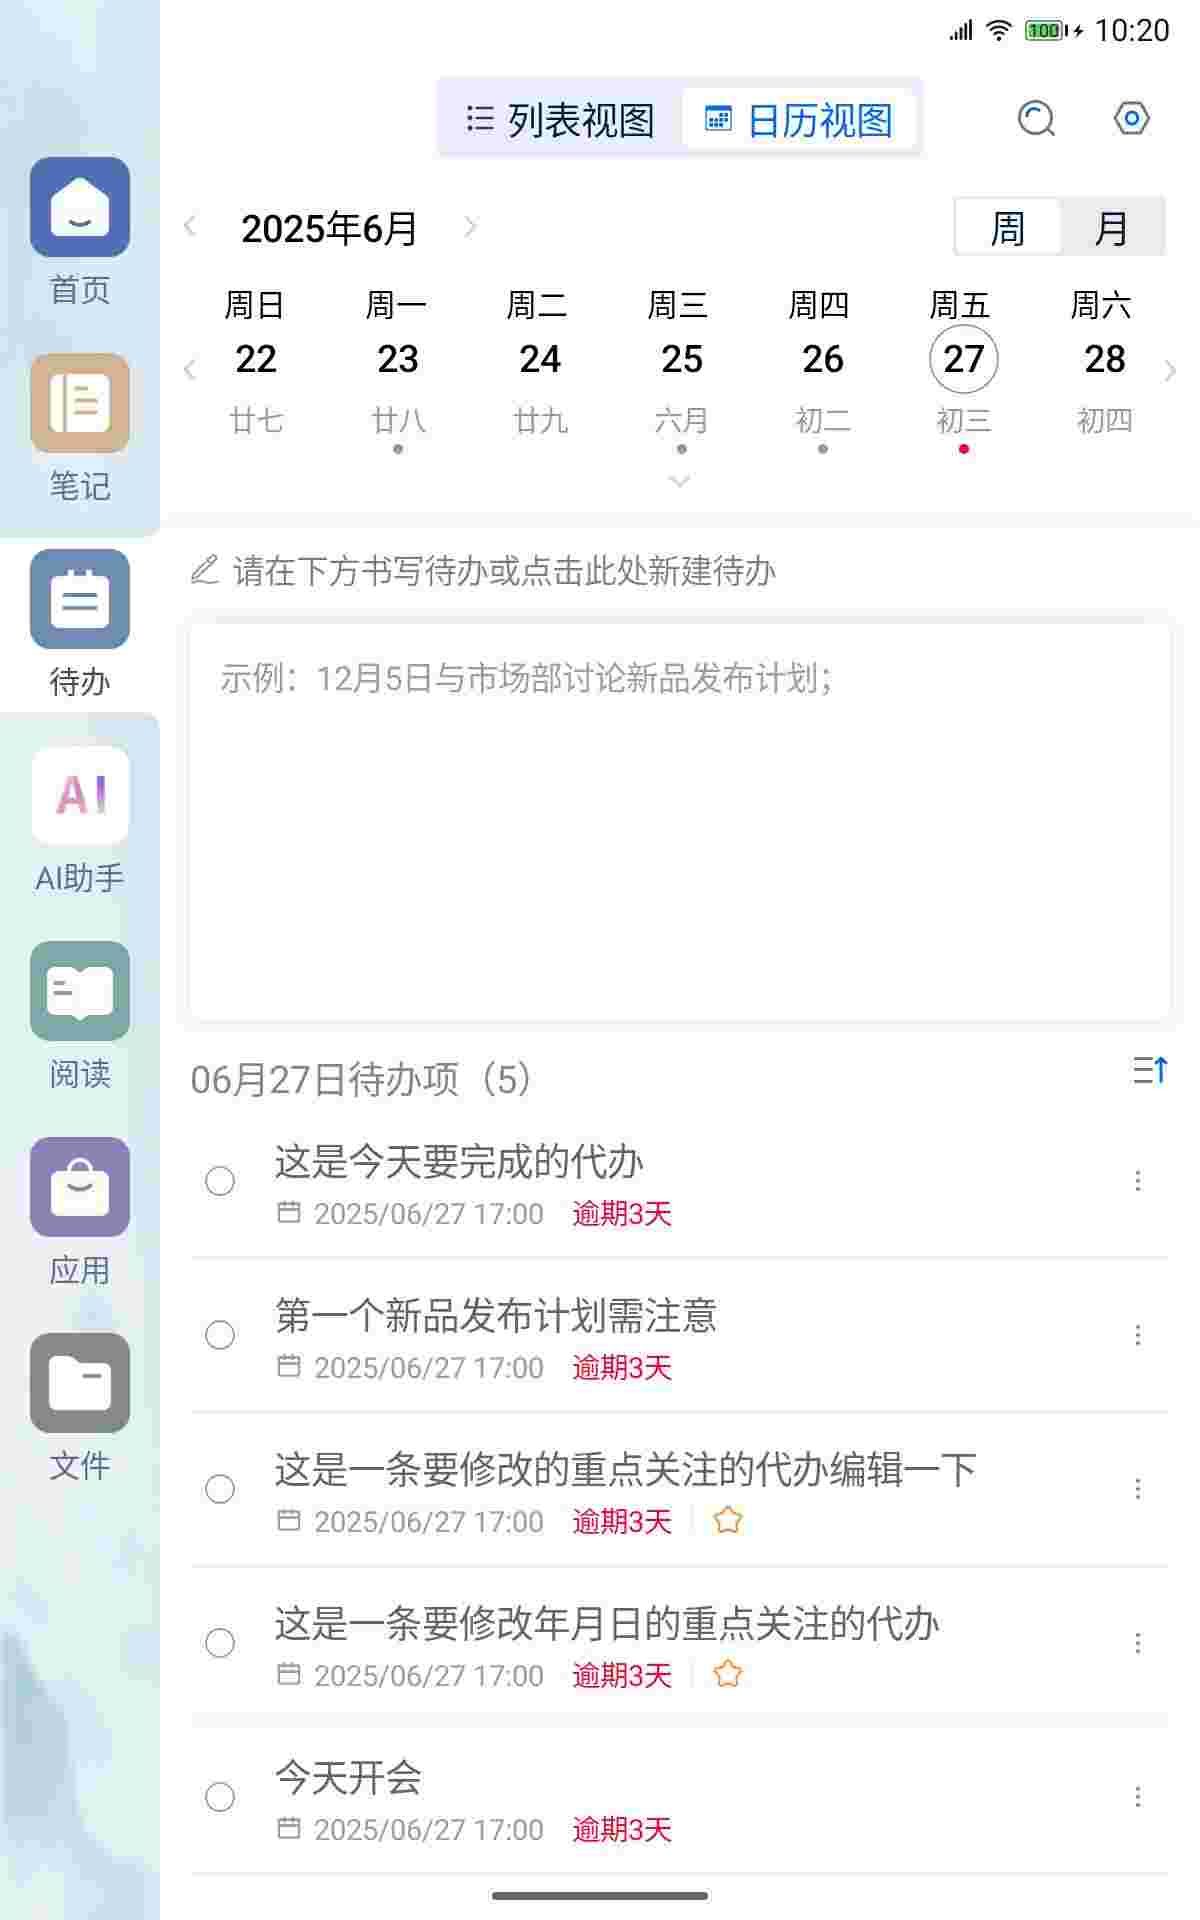 100 10:20
列表视图 日历视图
2025年6月 周 月
周日 周一 周二 周三 周四 周五 周六
22 23 24 25 26 27 28
廿七 廿八 廿九 六月 初二 初三 初四
请在下方书写待办或点击此处新建待办
示例：12月5日与市场部讨论新品发布计划；
06月27日待办项（5）
这是今天要完成的代办
2025/06/27 17:00 逾期3天
第一个新品发布计划需注意
2025/06/27 17:00 逾期3天
这是一条要修改的重点关注的代办编辑一下
2025/06/27 17:00 逾期3天
这是一条要修改年月日的重点关注的代办
2025/06/27 17:00 逾期3天
今天开会
2025/06/27 17:00 逾期3天
首页
笔记
待办
AI
AI助手
阅读
应用
文件